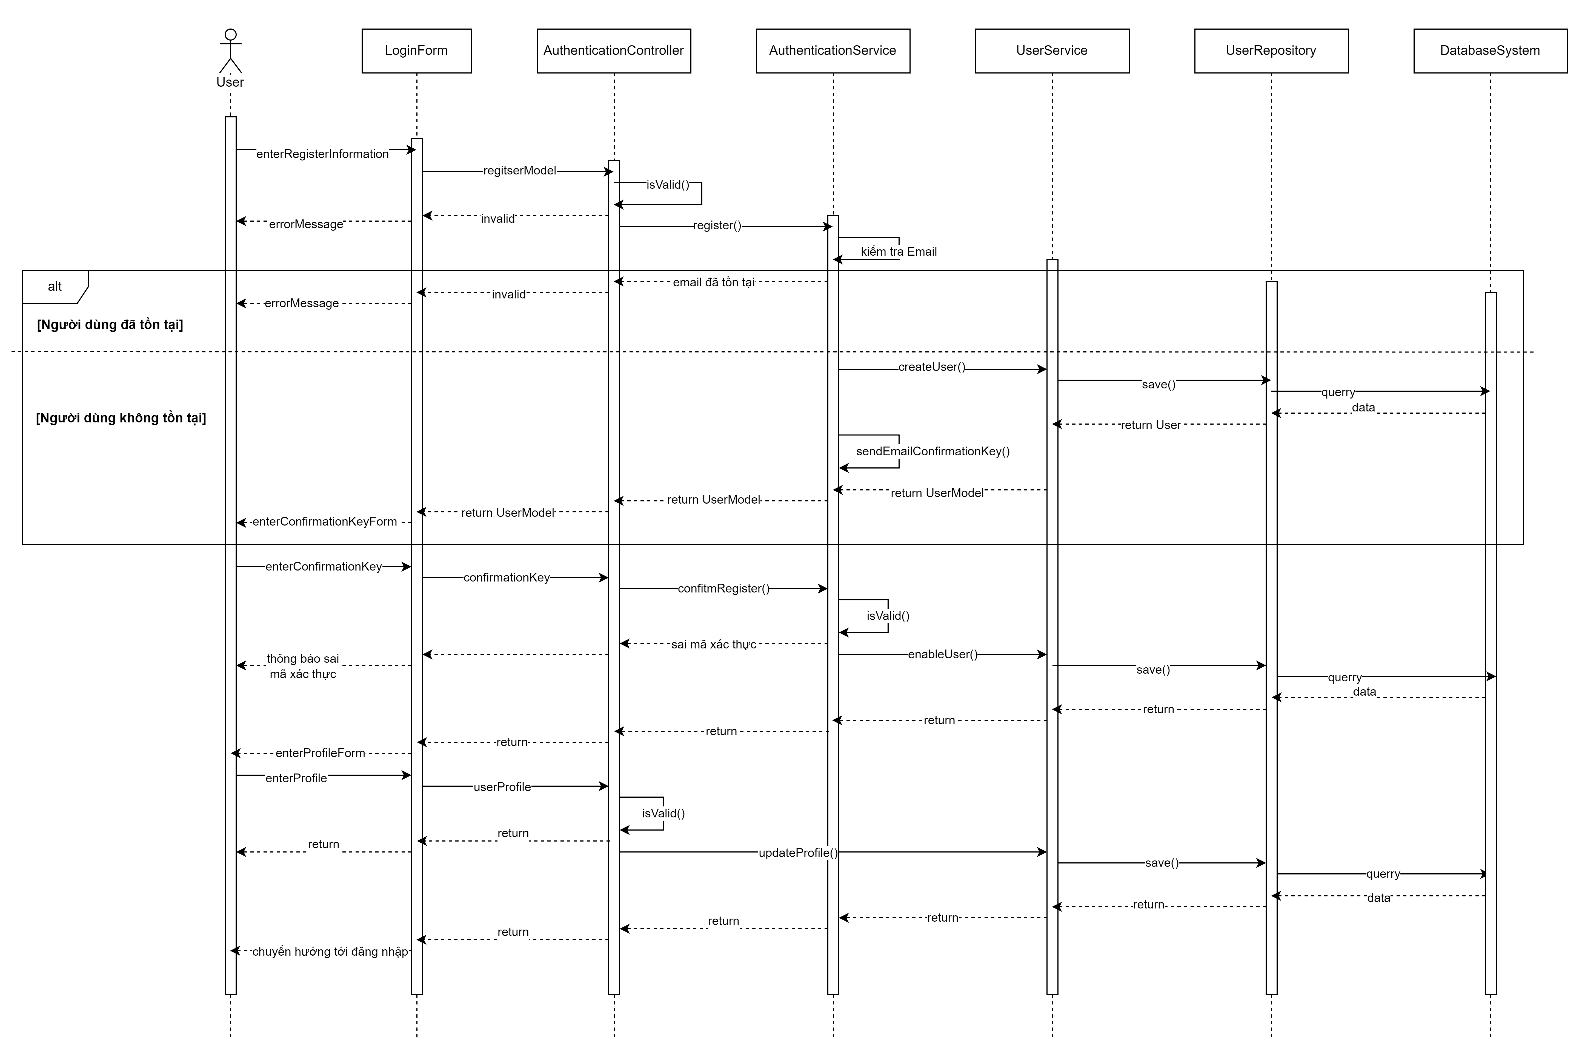 User
LoginForm
AuthenticationController
AuthenticationService
UserService
UserRepository
DatabaseSystem
enterRegisterInformation
regitserModel
isValid()
invalid
errorMessage
register()
kiểm tra Email
alt
email đã tồn tại
invalid
errorMessage
[Người dùng đã tồn tại]
createUser()
save()
querry
data
[Người dùng không tồn tại]
return User
sendEmailConfirmationKey()
return UserModel
return UserModel
return UserModel
enterConfirmationKeyForm
enterConfirmationKey
confirmationKey
confitmRegister()
isValid()
sai mã xác thực
thông báo sai
mã xác thực
enableUser()
save()
querry
data
return
return
return
return
enterProfileForm
enterProfile
userProfile
isValid()
return
return
updateProfile()
save()
querry
data
return
return
return
return
chuyển hướng tới đăng nhập